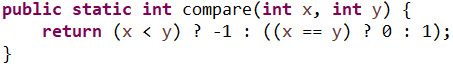 public static int compare(int x, int y) {
    return (x < y) ? -1 : ((x == y) ? 0 : 1);
}